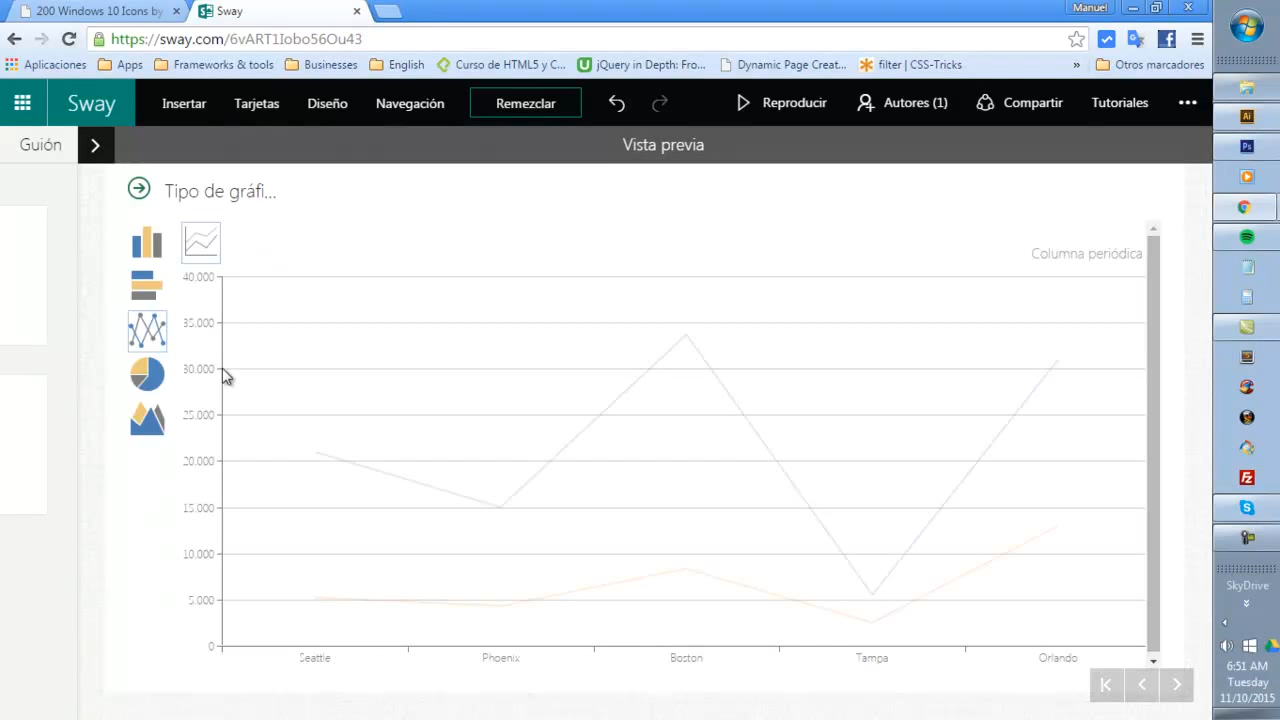 200 Windows 10 Icons by
Sway
Manuel
https://sway.com/6vART1Iobo56Ou43
Aplicaciones
Apps
Frameworks & tools
Businesses
English
Curso de HTML5 y C...
jQuery in Depth: Fro...
Dynamic Page Creat...
filter | CSS-Tricks
»
Otros marcadores
Sway
Insertar
Tarjetas
Diseño
Navegación
Remezclar
Reproducir
Autores (1)
Compartir
Tutoriales
Guión
Vista previa
Tipo de gráfi...
Columna periódica
40.000
35.000
30.000
25.000
20.000
15.000
10.000
5.000
0
Seattle
Phoenix
Boston
Tampa
Orlando
Ai
Ps
Fz
SkyDrive
6:51 AM
Tuesday
11/10/2015